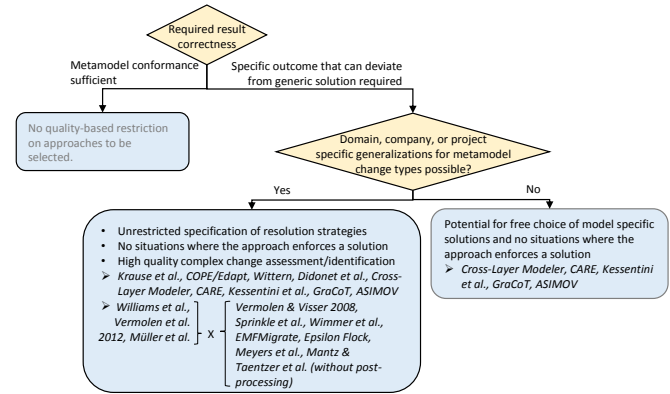 Required result
correctness
Metamodel conformance
sufficient
Specific outcome that can deviate
from generic solution required
No quality-based restriction
on approaches to be
selected.
Domain, company, or project
specific generalizations for metamodel
change types possible?
Yes
No
• Unrestricted specification of resolution strategies
• No situations where the approach enforces a solution
• High quality complex change assessment/identification
➢ Krause et al., COPE/Edapt, Wittern, Didonet et al., Cross-
Layer Modeler, CARE, Kessentini et al., GraCoT, ASIMOV
➢ Williams et al.,
Vermolen et al.
2012, Müller et al.
X
Vermolen & Visser 2008,
Sprinkle et al., Wimmer et al.,
EMFMigrate, Epsilon Flock,
Meyers et al., Mantz &
Taentzer et al. (without post-
processing)
Potential for free choice of model specific
solutions and no situations where the
approach enforces a solution
➢ Cross-Layer Modeler, CARE, Kessentini
et al., GraCoT, ASIMOV